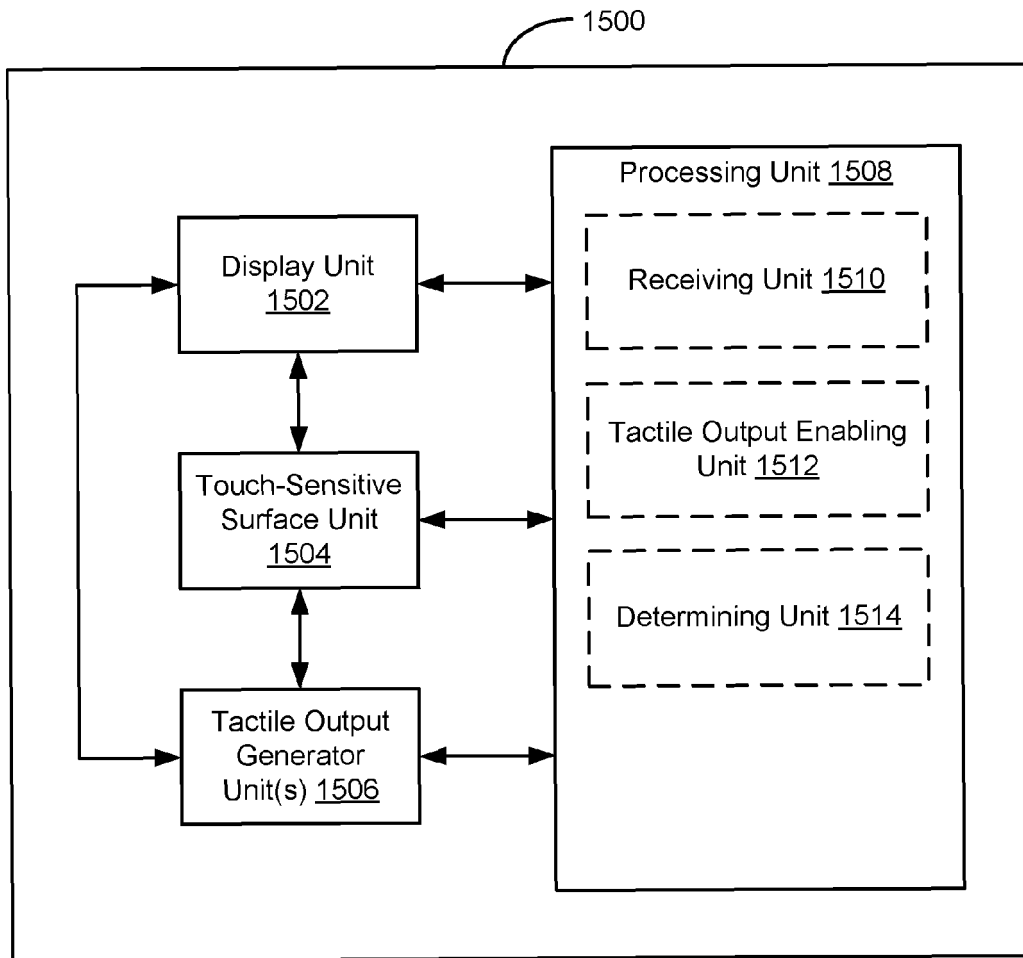 1500
Processing Unit 1508
Receiving Unit 1510
Display Unit
1502
Tactile Output Enabling
Unit 1512
Touch-Sensitive
Surface Unit
1504
Determining Unit 1514
Tactile Output
Generator
Unit(s) 1506